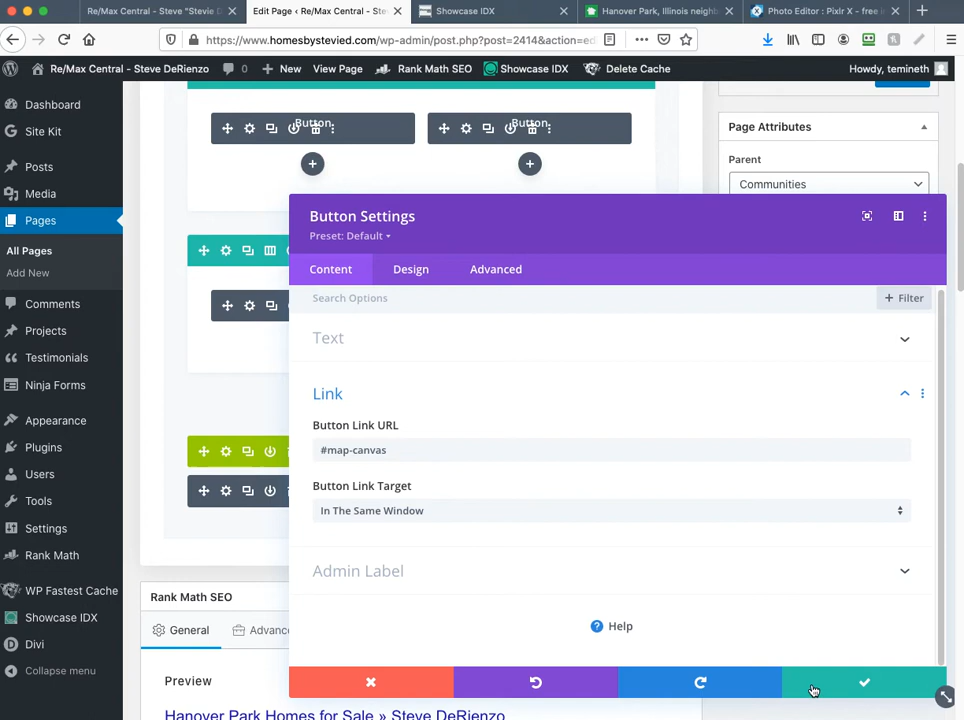 Re/Max Central - Steve "Stevie D
Edit Page ‹ Re/Max Central - Ste
Showcase IDX
Hanover Park, Illinois neighb
Photo Editor : Pixlr X - free i
https://www.homesbystevied.com/wp-admin/post.php?post=2414&action=ed
Re/Max Central - Steve DeRienzo
0
New
View Page
Rank Math SEO
Showcase IDX
Delete Cache
Howdy, temineth
Dashboard
Site Kit
Posts
Media
Pages
All Pages
Add New
Comments
Projects
Testimonials
Ninja Forms
Appearance
Plugins
Users
Tools
Settings
Rank Math
WP Fastest Cache
Showcase IDX
Divi
Collapse menu
Button
Button
Page Attributes
Parent
Communities
Button Settings
Preset: Default
Content
Design
Advanced
Search Options
Filter
Text
Link
Button Link URL
#map-canvas
Button Link Target
In The Same Window
Admin Label
Help
Rank Math SEO
General
Advanc
Preview
Hanover Park Homes for Sale » Steve DeRienzo